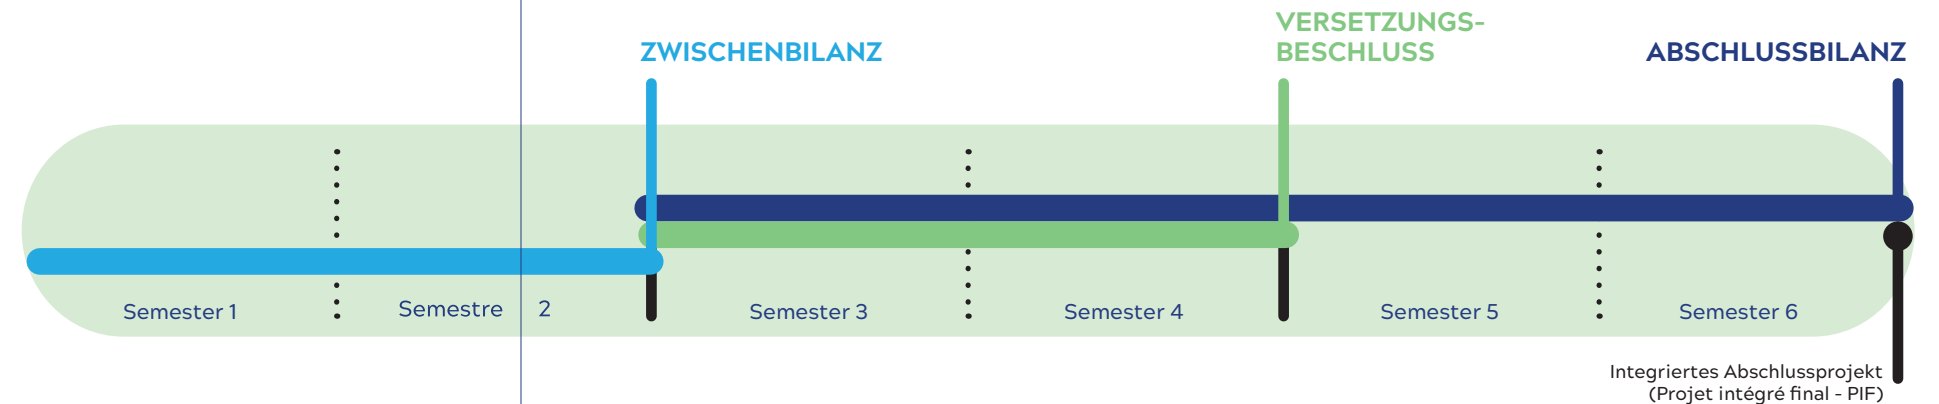 ZWISCHENBILANZ
VERSETZUNGS-
BESCHLUSS
ABSCHLUSSBILANZ
Semester 1
Semestre 2
Semester 3
Semester 4
Semester 5
Semester 6
Integriertes Abschlussprojekt
(Projet intégré final - PIF)